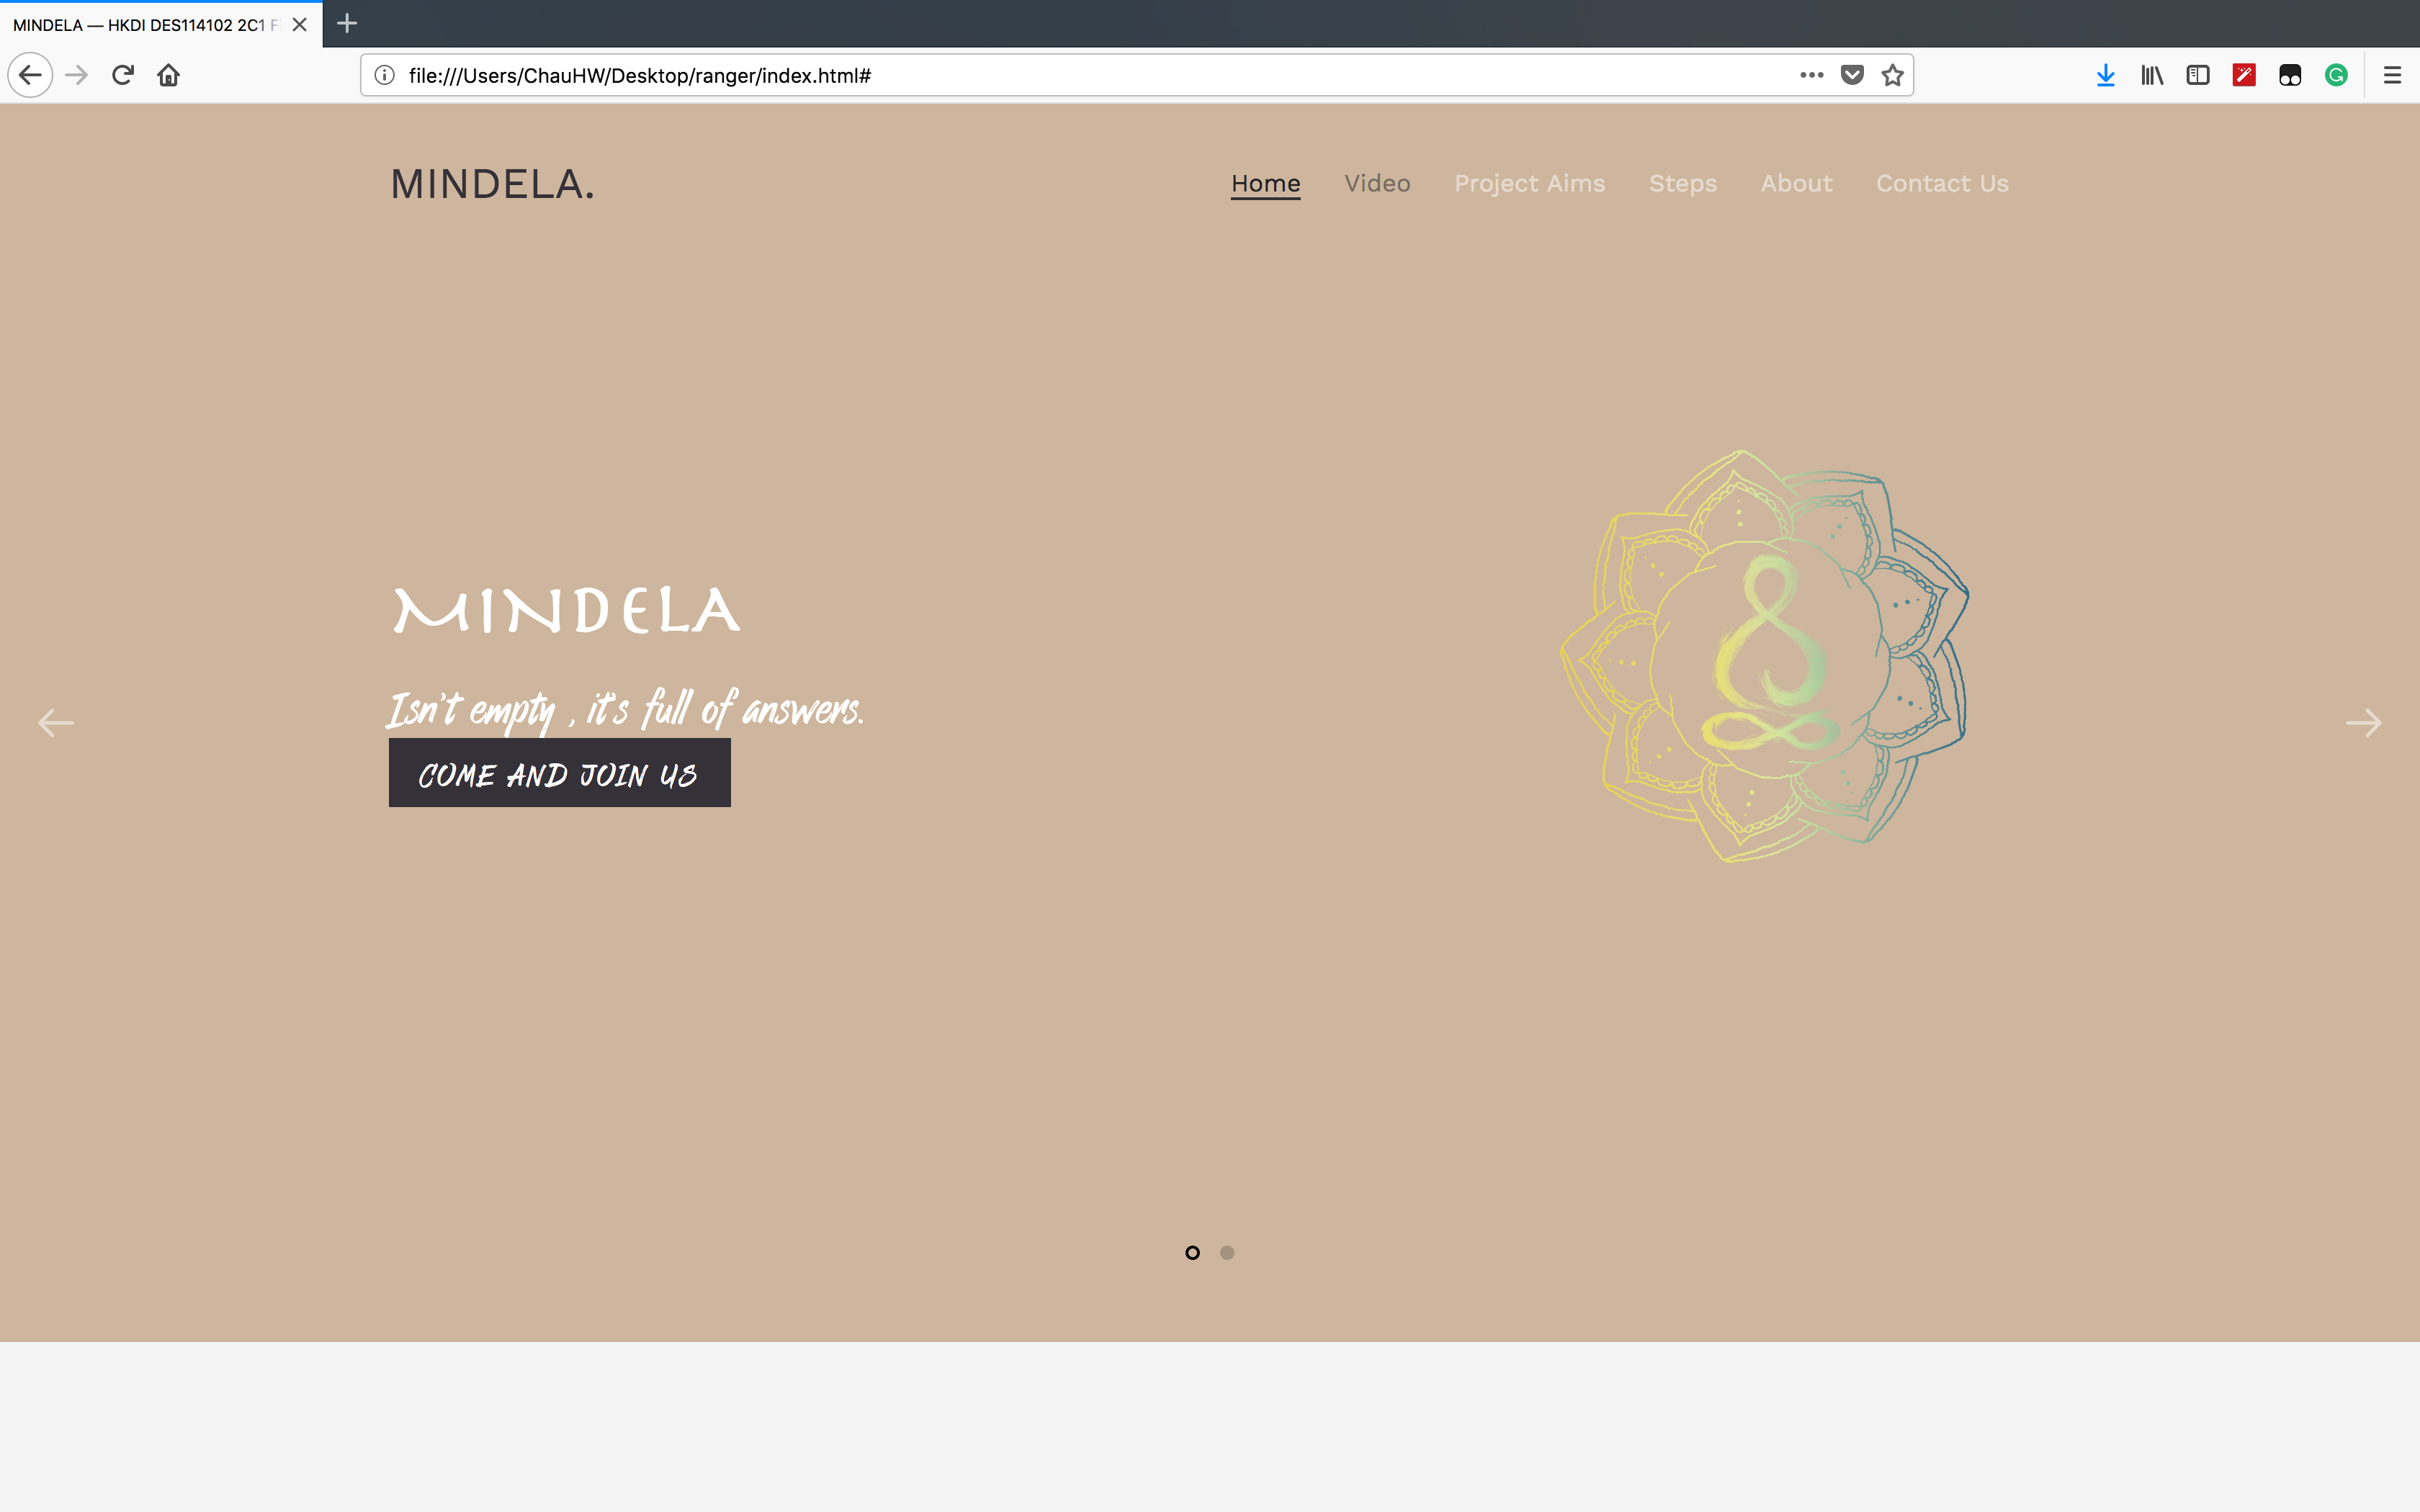 MINDELA — HKDI DES114102 2C1
file:///Users/ChauHW/Desktop/ranger/index.html#
MINDELA.
Home Video Project Aims Steps About Contact Us
MINDELA
Isn't empty , it's full of answers.
COME AND JOIN US